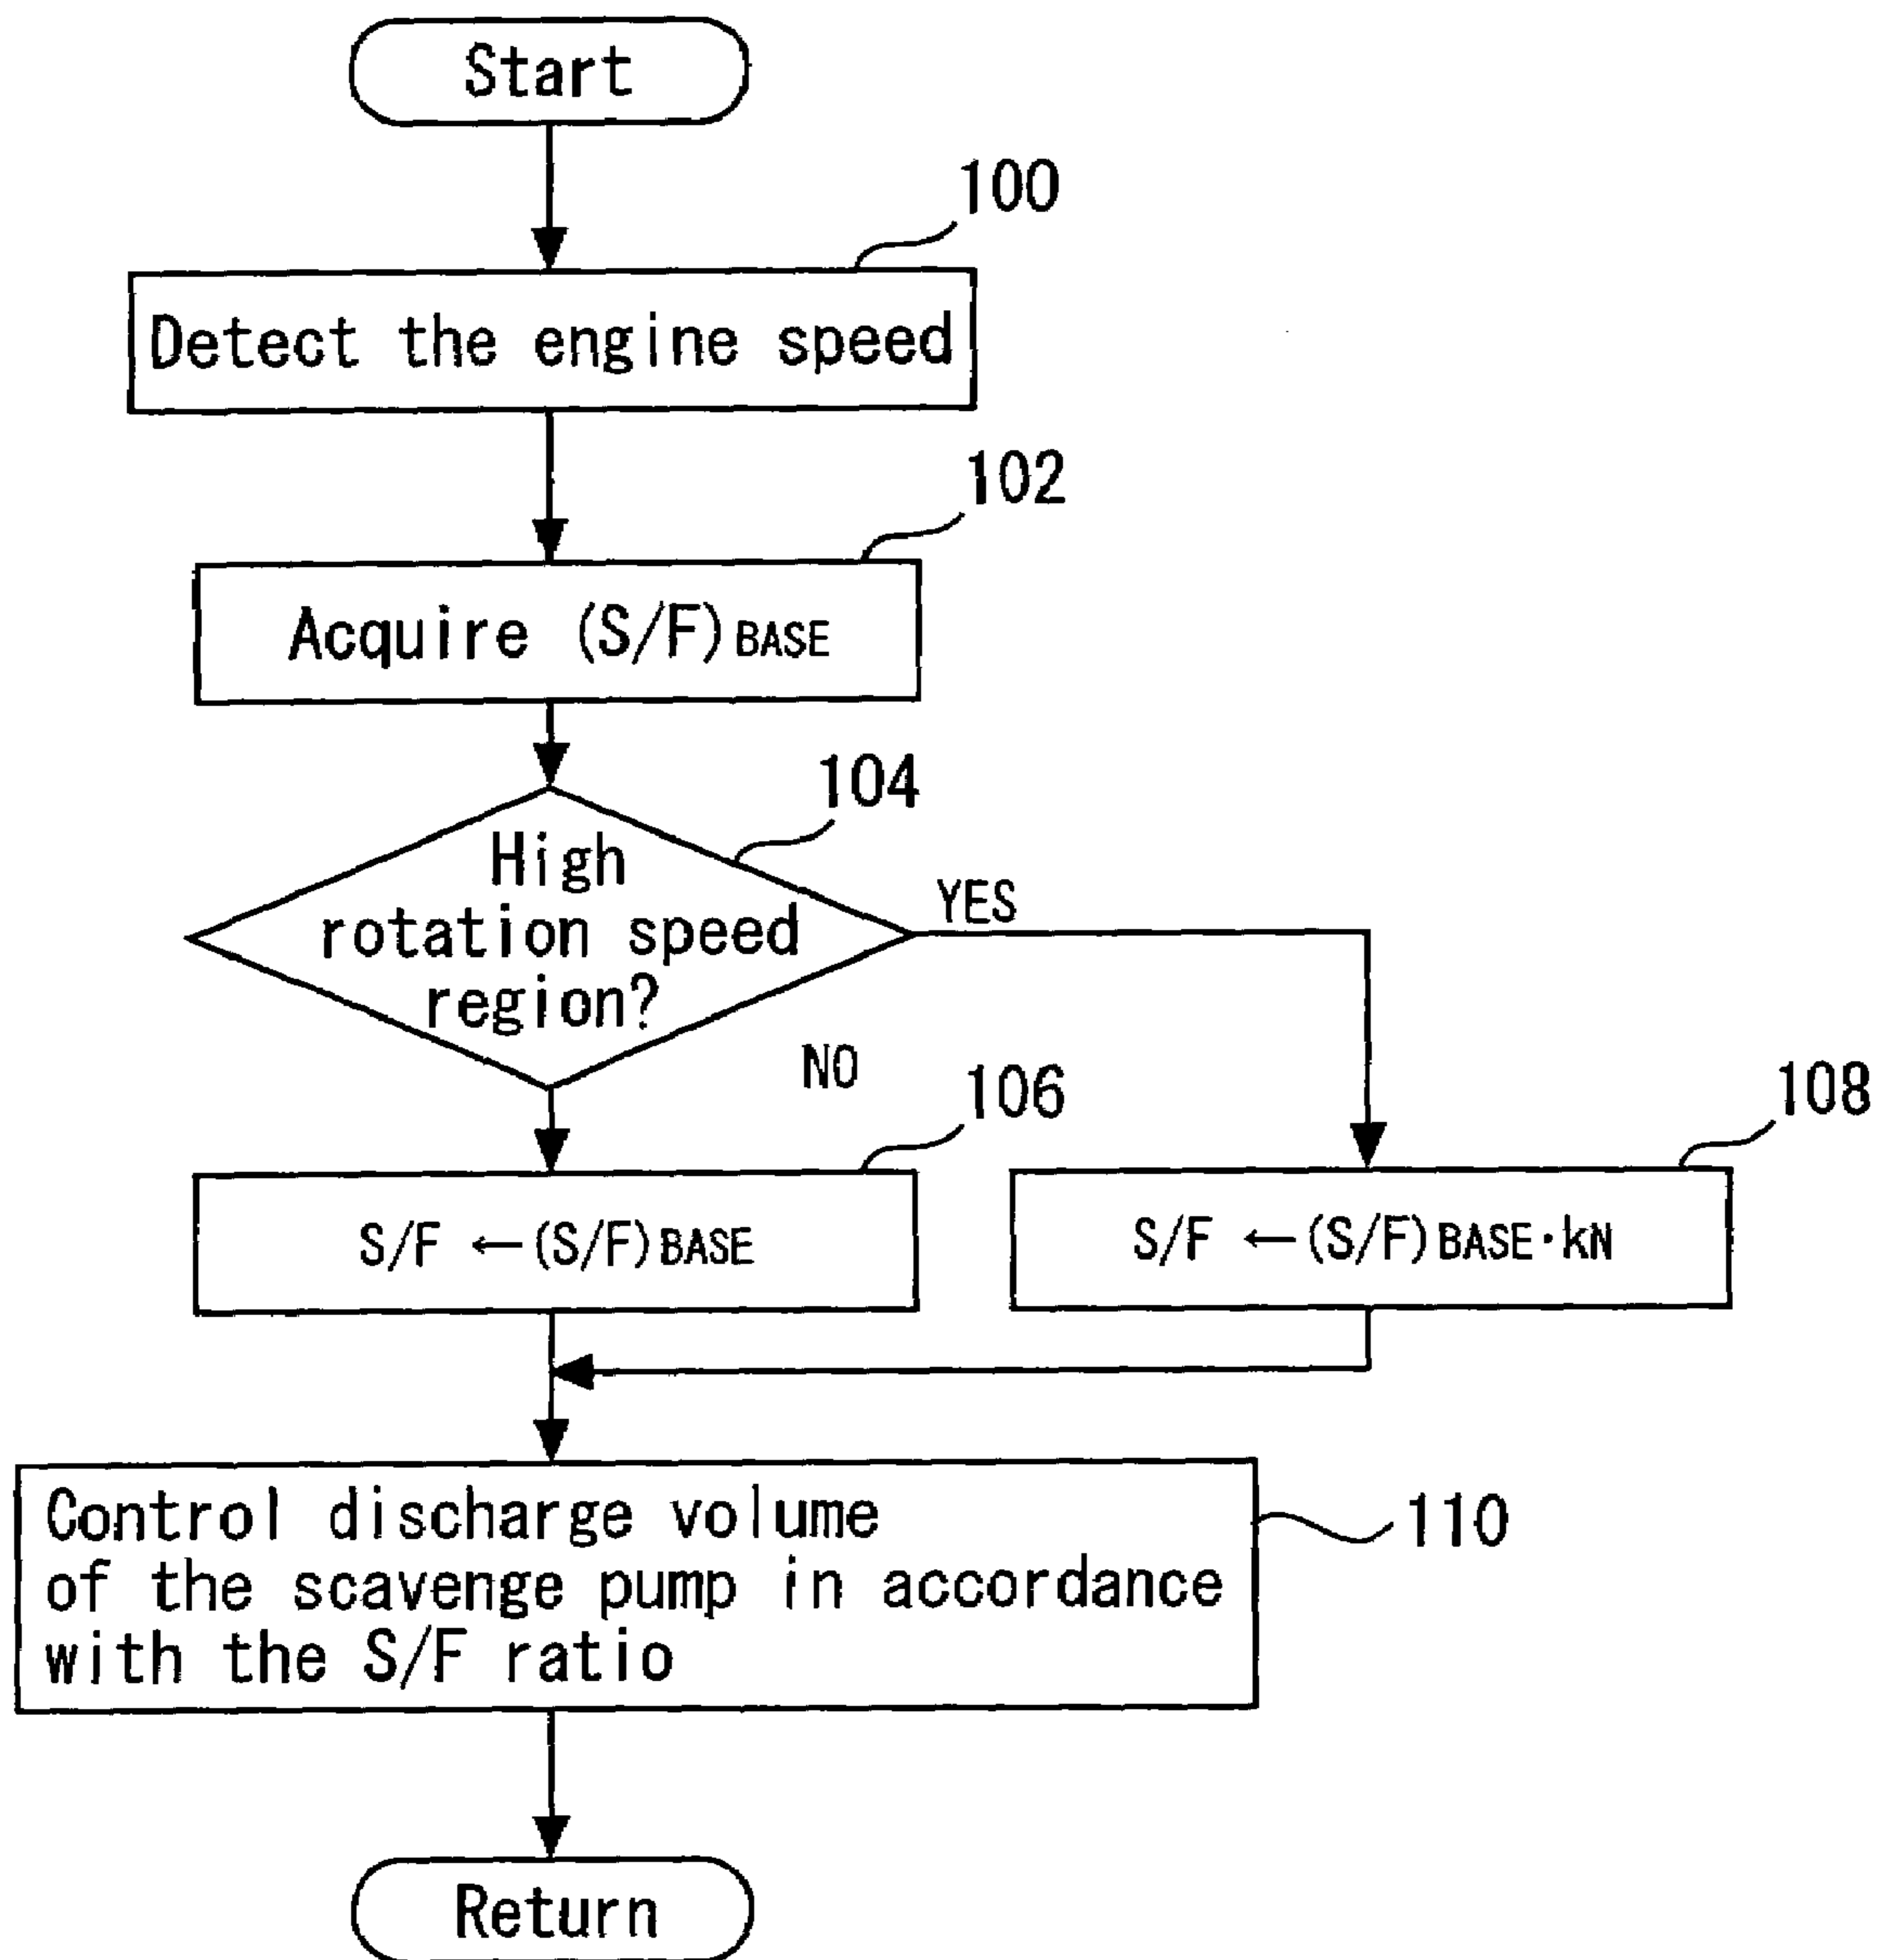 Start
100
Detect the engine speed
102
Acquire (S/F)BASE
104
High
rotation speed
region?
YES
NO
106
108
S/F ←(S/F)BASE
S/F ←(S/F)BASE·kN
Control discharge volume
of the scavenge pump in accordance
with the S/F ratio
110
Return